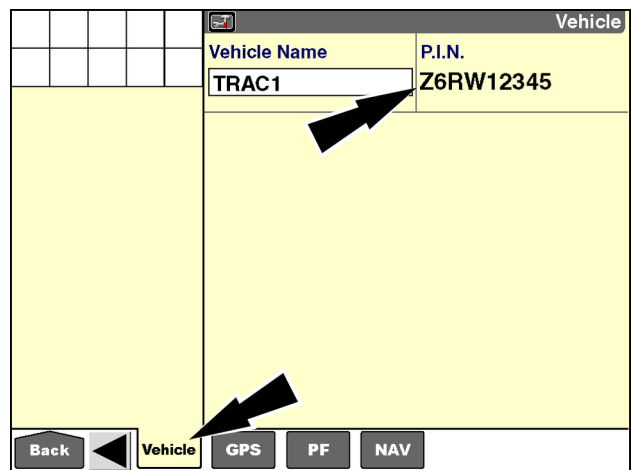 Vehicle
Vehicle Name P.I.N.
TRAC1 Z6RW12345
Back Vehicle GPS PF NAV